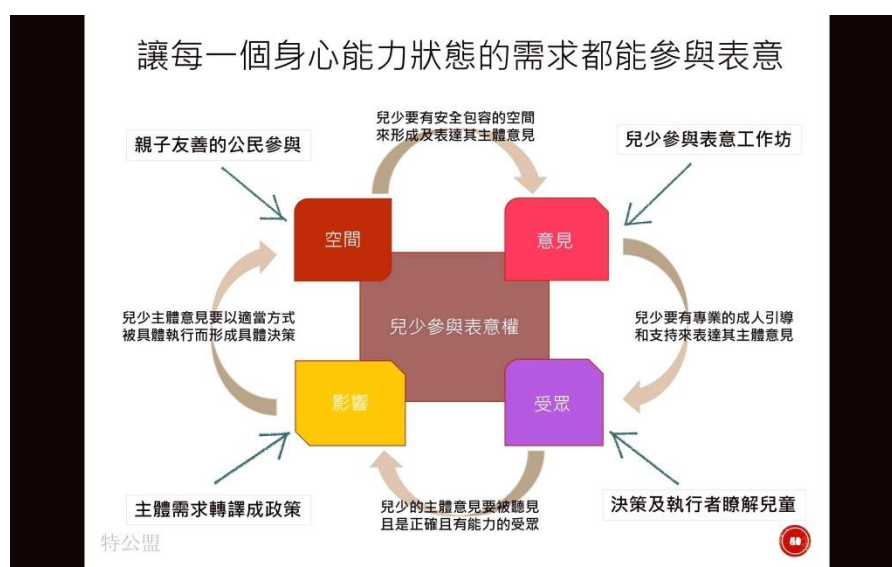 讓每一個身心能力狀態的需求都能參與表意
兒少要有安全包容的空間
來形成及表達其主體意見
親子友善的公民參與
兒少參與表意工作坊
空間
意見
兒少主體意見要以適當方式
被具體執行而形成具體決策
兒少參與表意權
兒少要有專業的成人引導
和支持來表達其主體意見
影響
受眾
主體需求轉譯成政策
兒少的主體意見要被聽見
且是正確且有能力的受眾
決策及執行者瞭解兒童
特公盟
50